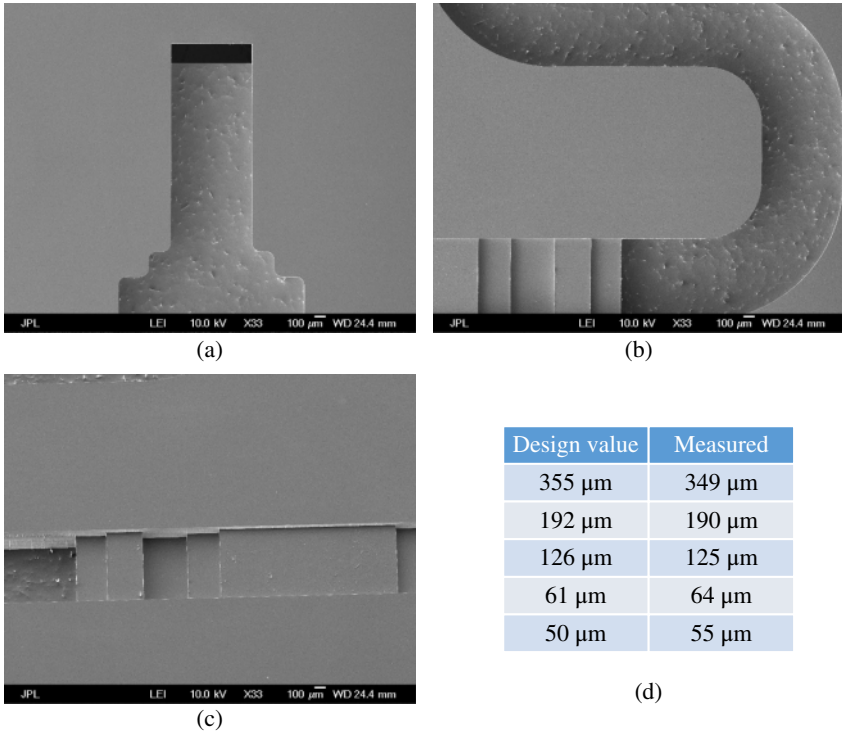 JPL LEI 10.0 kV X33 100 µm WD 24.4 mm
(a)
JPL LEI 10.0 kV X33 100 µm WD 24.4 mm
(b)
JPL LEI 10.0 kV X33 100 µm WD 24.4 mm
(c)
Design value Measured
355 µm 349 µm
192 µm 190 µm
126 µm 125 µm
61 µm 64 µm
50 µm 55 µm
(d)